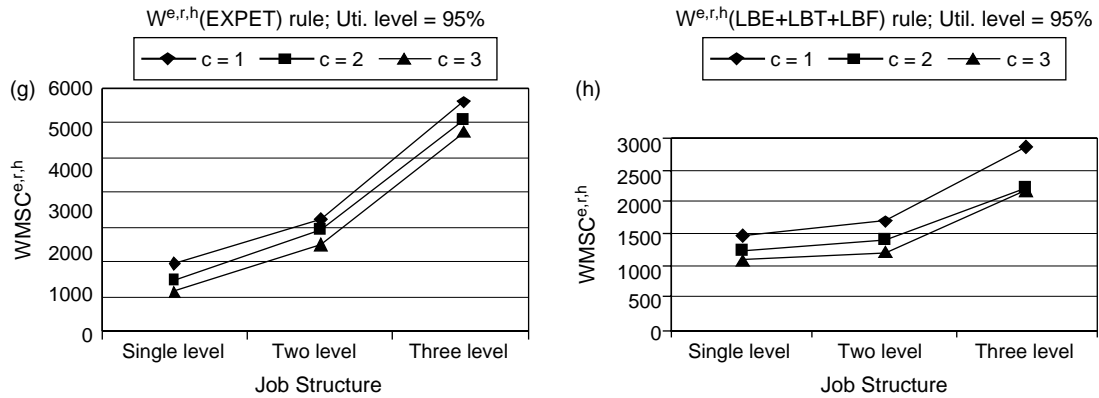 W^e,r,h(EXPET) rule; Uti. level = 95%
c = 1 c = 2 c = 3
(g)
6000
5000
4000
3000
2000
1000
0
WMSC^e,r,h
Single level Two level Three level
Job Structure
W^e,r,h(LBE+LBT+LBF) rule; Util. level = 95%
c = 1 c = 2 c = 3
(h)
3000
2500
2000
1500
1000
500
0
WMSC^e,r,h
Single level Two level Three level
Job Structure